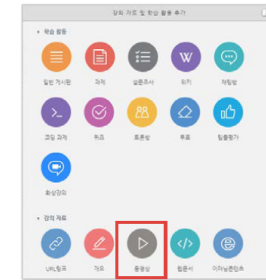 강의 자료 및 학습 활동 추가
• 학습 활동
일반 게시판 과제 설문조사 위키 채팅방
코딩 과제 퀴즈 토론방 투표 팀플평가
화상강의
• 강의 자료
URL링크 개요 동영상 웹문서 이러닝콘텐츠